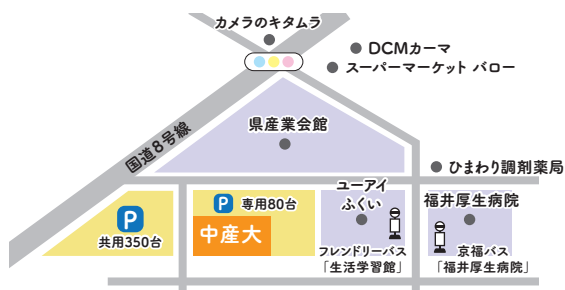 カメラのキタムラ
DCMカーマ
スーパーマーケット バロー
国道8号線
県産業会館
ひまわり調剤薬局
P
共用350台
P 専用80台
中産大
ユーアイ
ふくい
フレンドリーバス
「生活学習館」
福井厚生病院
京福バス
「福井厚生病院」